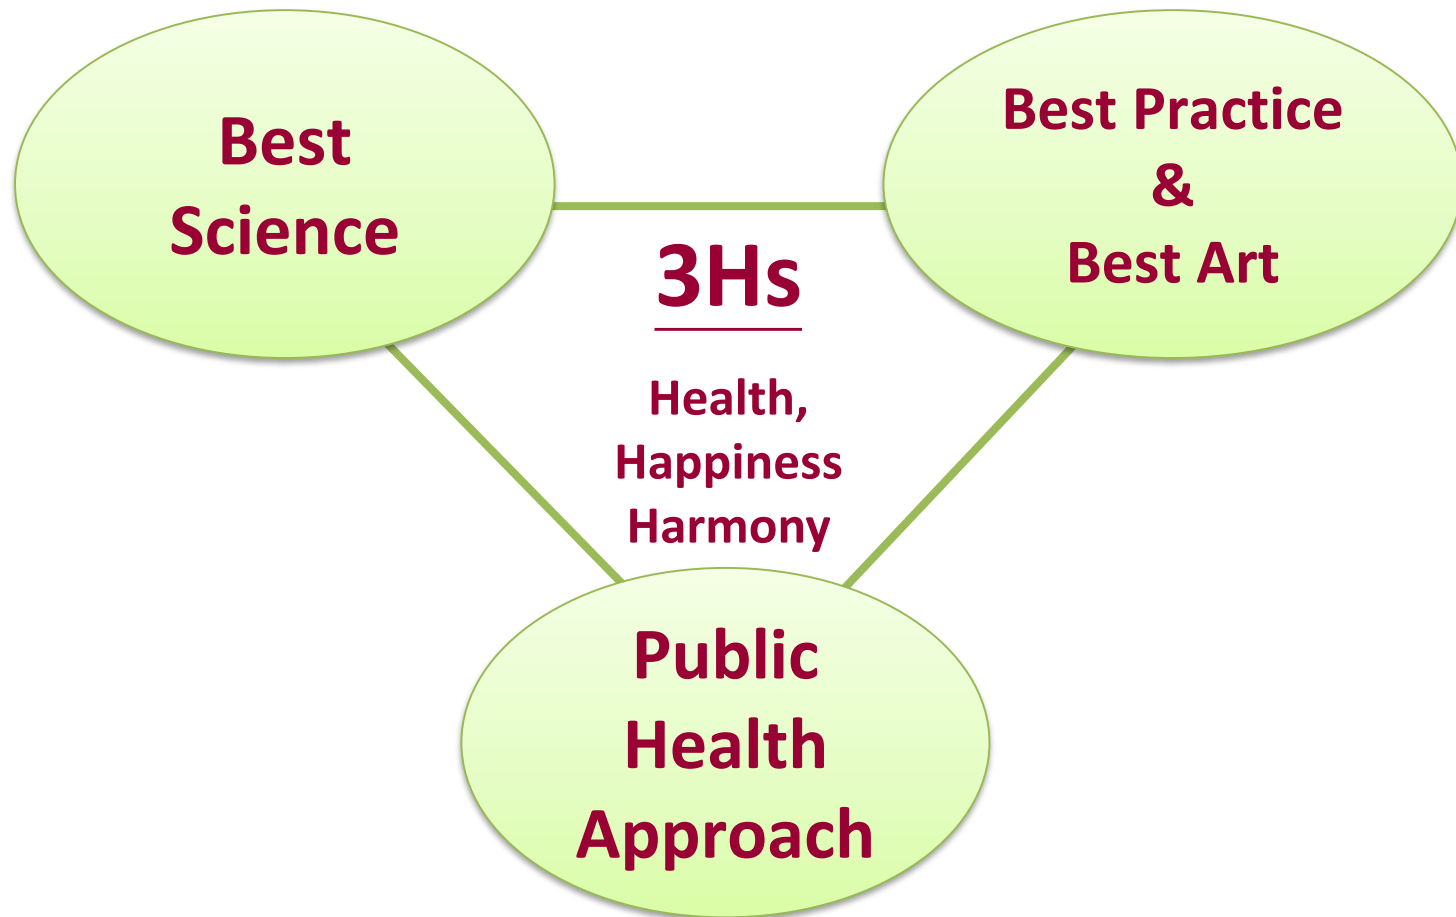 Best
Science
Best Practice
&
Best Art
3Hs
Health,
Happiness
Harmony
Public
Health
Approach